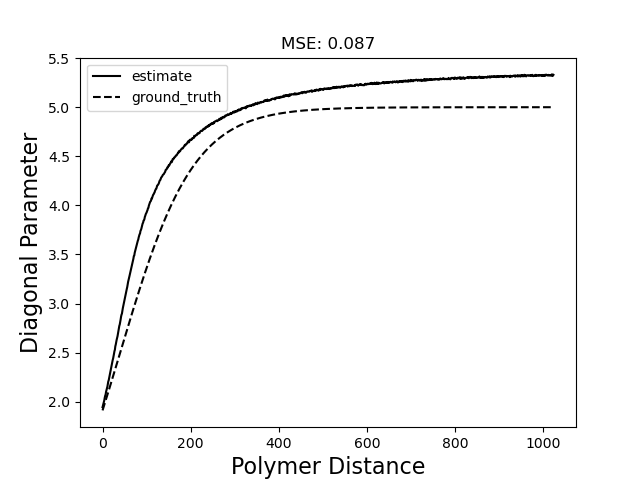 MSE: 0.087
estimate
ground_truth
5.5
5.0
4.5
4.0
3.5
3.0
2.5
2.0
Diagonal Parameter
0 200 400 600 800 1000
Polymer Distance